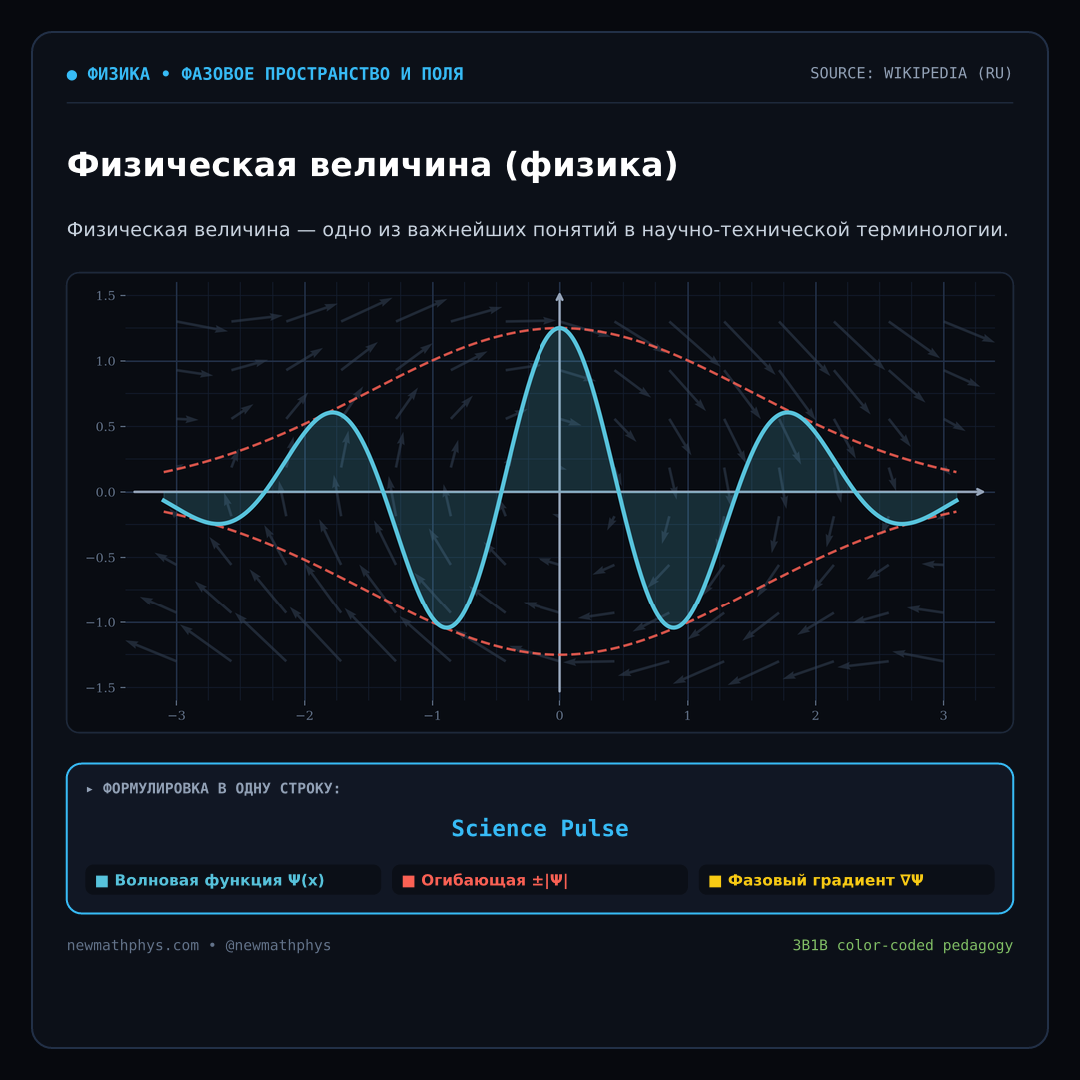 ● ФИЗИКА • ФАЗОВОЕ ПРОСТРАНСТВО И ПОЛЯ
SOURCE: WIKIPEDIA (RU)
Физическая величина (физика)
Физическая величина — одно из важнейших понятий в научно-технической терминологии.
1.5
1.0
0.5
0.0
−0.5
−1.0
−1.5
−3 −2 −1 0 1 2 3
▸ ФОРМУЛИРОВКА В ОДНУ СТРОКУ:
Science Pulse
■ Волновая функция Ψ(x)
■ Огибающая ±|Ψ|
■ Фазовый градиент ∇Ψ
newmathphys.com • @newmathphys
3B1B color-coded pedagogy